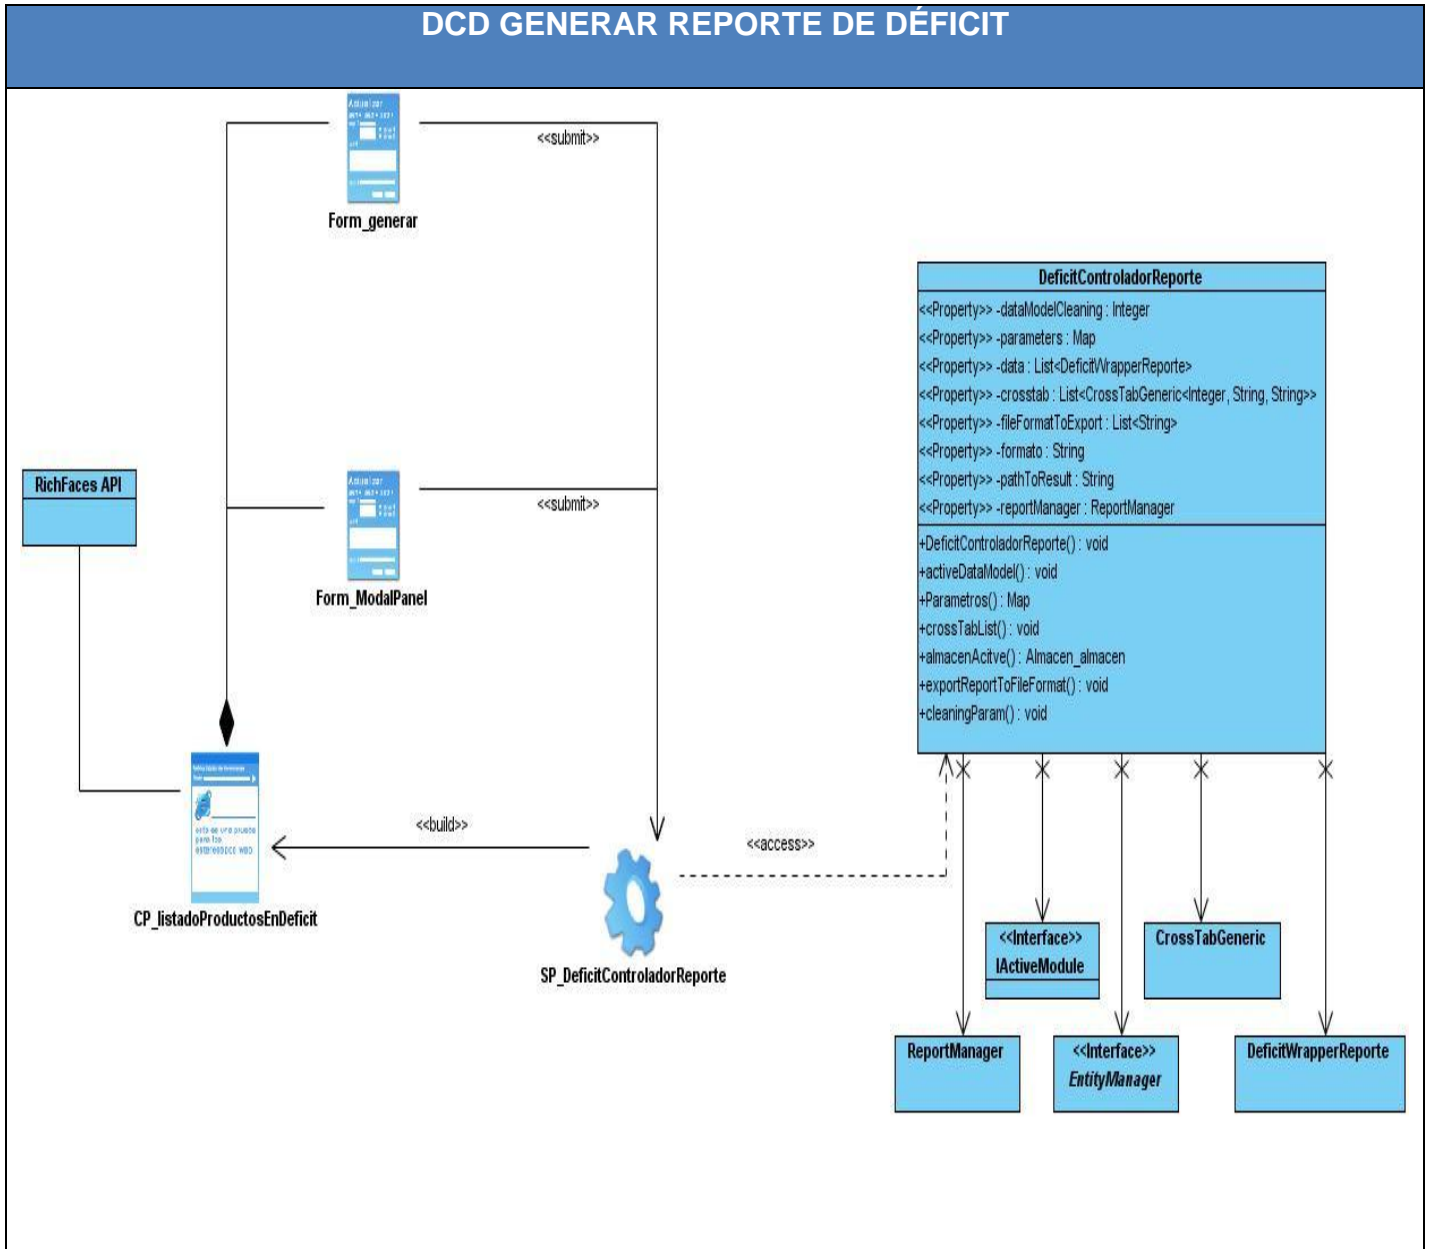 DCD GENERAR REPORTE DE DÉFICIT
<<submit>>
Form_generar
DeficitControladorReporte
<<Property>> -dataModelCleaning : Integer
<<Property>> -parameters : Map
<<Property>> -data : List<DeficitWrapperReporte>
<<Property>> -crosstab : List<CrossTabGeneric<Integer, String, String>>
<<Property>> -fileFormatToExport : List<String>
<<Property>> -formato : String
<<Property>> -pathToResult : String
<<Property>> -reportManager : ReportManager
+DeficitControladorReporte() : void
+activeDataModel() : void
+Parametros() : Map
+crossTabList() : void
+almacenAcitve() : Almacen_almacen
+exportReportToFileFormat() : void
+cleaningParam() : void
RichFaces API
<<submit>>
Form_ModalPanel
<<build>>
<<access>>
CP_listadoProductosEnDeficit
SP_DeficitControladorReporte
<<Interface>>
IActiveModule
CrossTabGeneric
ReportManager
<<Interface>>
EntityManager
DeficitWrapperReporte